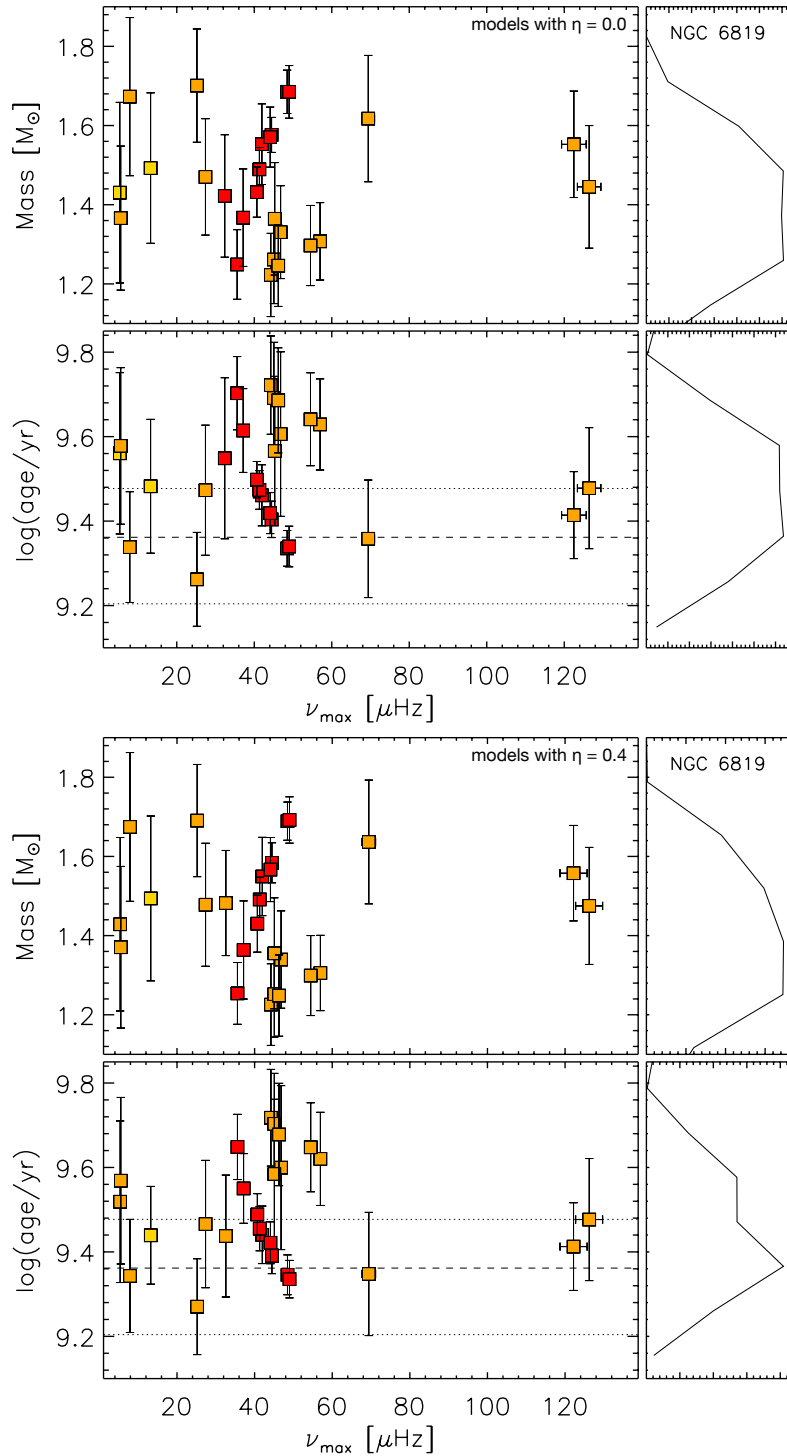 models with η = 0.0
NGC 6819
1.8
1.6
1.4
1.2
Mass [M⊙]
9.8
9.6
9.4
9.2
log(age/yr)
20 40 60 80 100 120
νmax [μHz]
models with η = 0.4
NGC 6819
1.8
1.6
1.4
1.2
Mass [M⊙]
9.8
9.6
9.4
9.2
log(age/yr)
20 40 60 80 100 120
νmax [μHz]